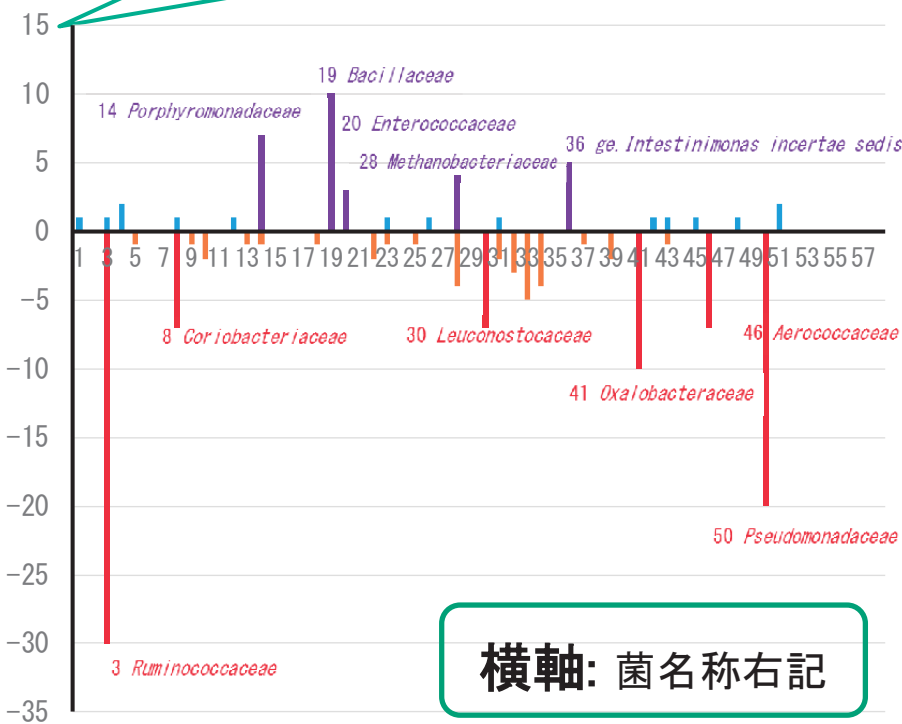 15
19 Bacillaceae
10
14 Porphyromonadaceae
20 Enterococcaceae
36 ge.Intestinimonas incertae sedis
5
28 Methanobacteriaceae
0
1 3 5 7 9 11 13 15 17 19 21 23 25 27 29 31 33 35 37 39 41 43 45 47 49 51 53 55 57
-5
8 Coriobacteriaceae
30 Leuconostocaceae
46 Aerococcaceae
-10
41 Oxalobacteraceae
-15
-20
50 Pseudomonadaceae
-25
-30
3 Ruminococcaceae
横軸: 菌名称右記
-35